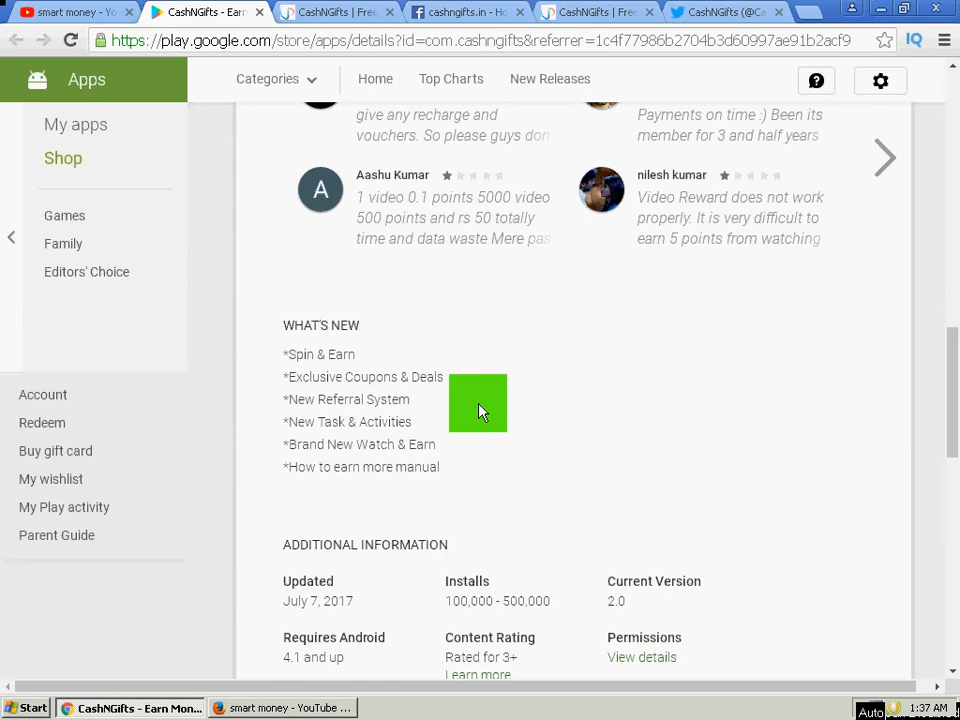 smart money - Yo
CashNGifts - Earn
CashNGifts | Free
cashngifts.in - Ho
CashNGifts | Free
CashNGifts (@Ca
https://play.google.com/store/apps/details?id=com.cashngifts&referrer=1c4f77986b2704b3d60997ae91b2acf9
IQ
Apps
Categories
Home
Top Charts
New Releases
My apps
Shop
Games
Family
Editors' Choice
Account
Redeem
Buy gift card
My wishlist
My Play activity
Parent Guide
give any recharge and
vouchers. So please guys don
Payments on time :) Been its
member for 3 and half years
A
Aashu Kumar
1 video 0.1 points 5000 video
500 points and rs 50 totally
time and data waste Mere pas
nilesh kumar
Video Reward does not work
properly. It is very difficult to
earn 5 points from watching
WHAT'S NEW
*Spin & Earn
*Exclusive Coupons & Deals
*New Referral System
*New Task & Activities
*Brand New Watch & Earn
*How to earn more manual
ADDITIONAL INFORMATION
Updated
July 7, 2017
Installs
100,000 - 500,000
Current Version
2.0
Requires Android
4.1 and up
Content Rating
Rated for 3+
Learn more
Permissions
View details
Start
CashNGifts - Earn Mon...
smart money - YouTube ...
1:37 AM